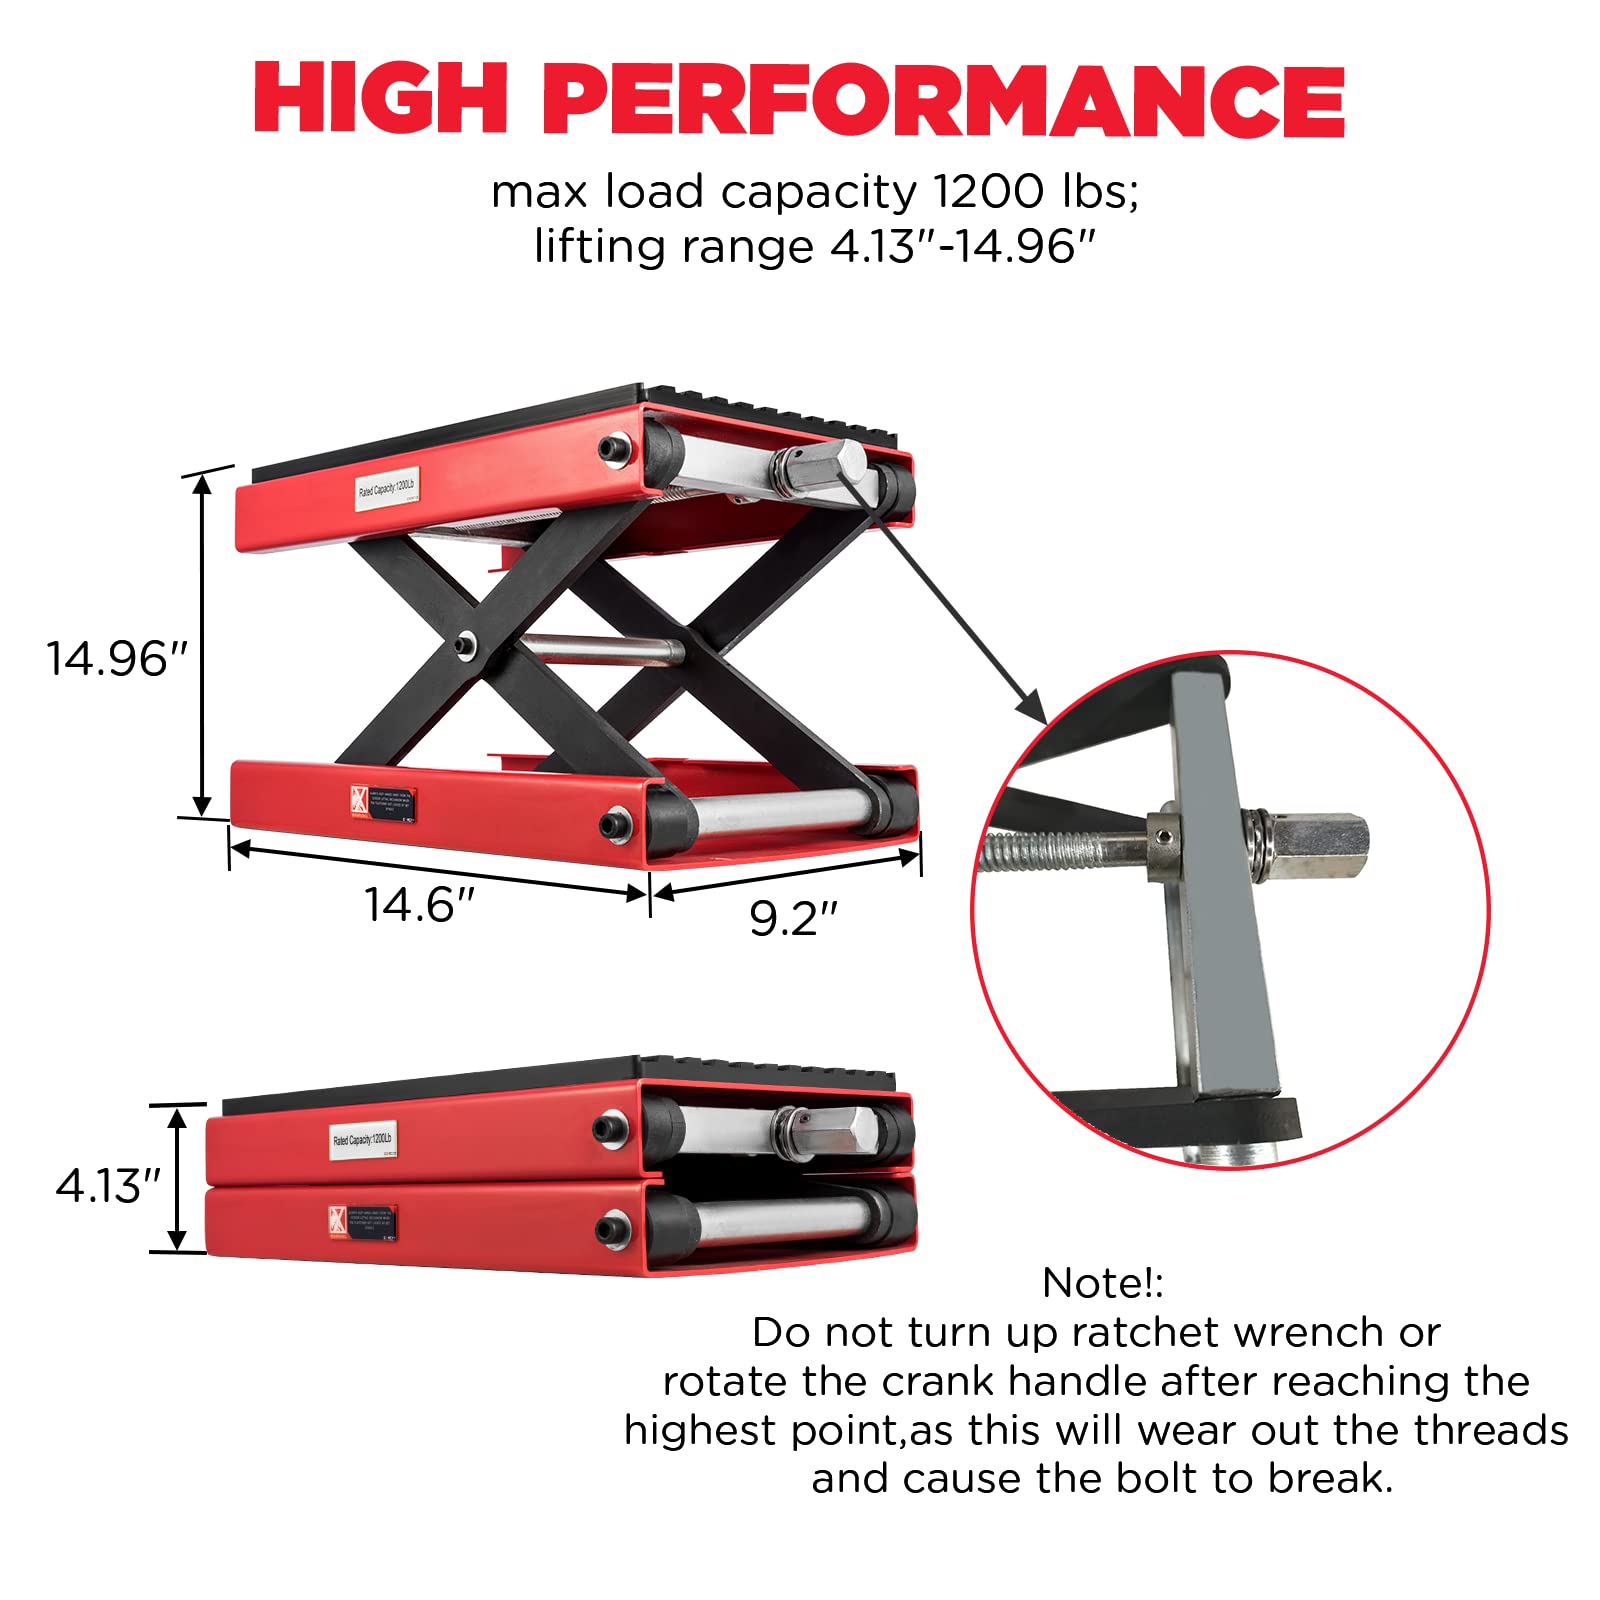 HIGH PERFORMANCE
max load capacity 1200 lbs;
lifting range 4.13"-14.96"
Rated Capacity:1200Lb
14.96"
14.6"
9.2"
Rated Capacity:1200Lb
4.13"
Note!:
Do not turn up ratchet wrench or
rotate the crank handle after reaching the
highest point,as this will wear out the threads
and cause the bolt to break.